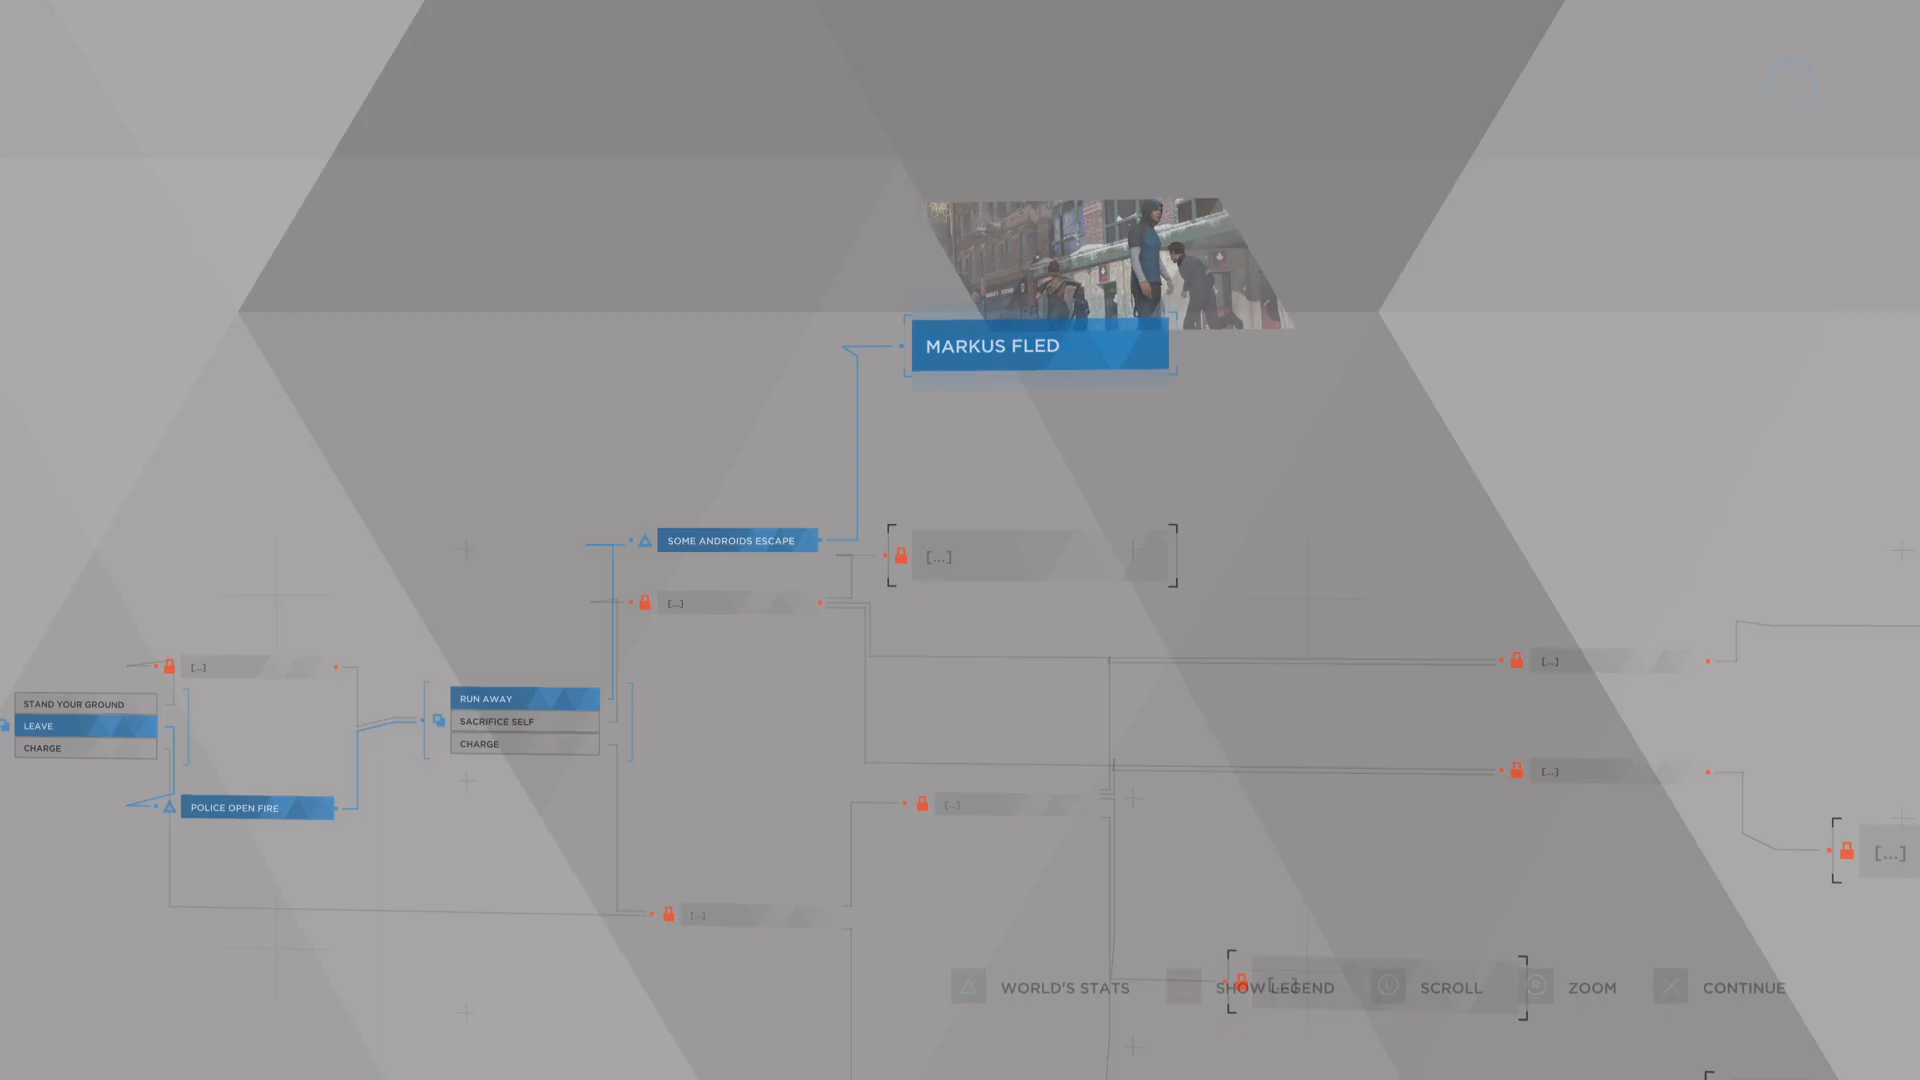 MARKUS FLED
SOME ANDROIDS ESCAPE
[...]
[...]
[...]
[...]
STAND YOUR GROUND
LEAVE
CHARGE
RUN AWAY
SACRIFICE SELF
CHARGE
POLICE OPEN FIRE
[...]
[...]
[...]
[...]
[...]
WORLD'S STATS
SHOW LEGEND
L SCROLL
R ZOOM
CONTINUE